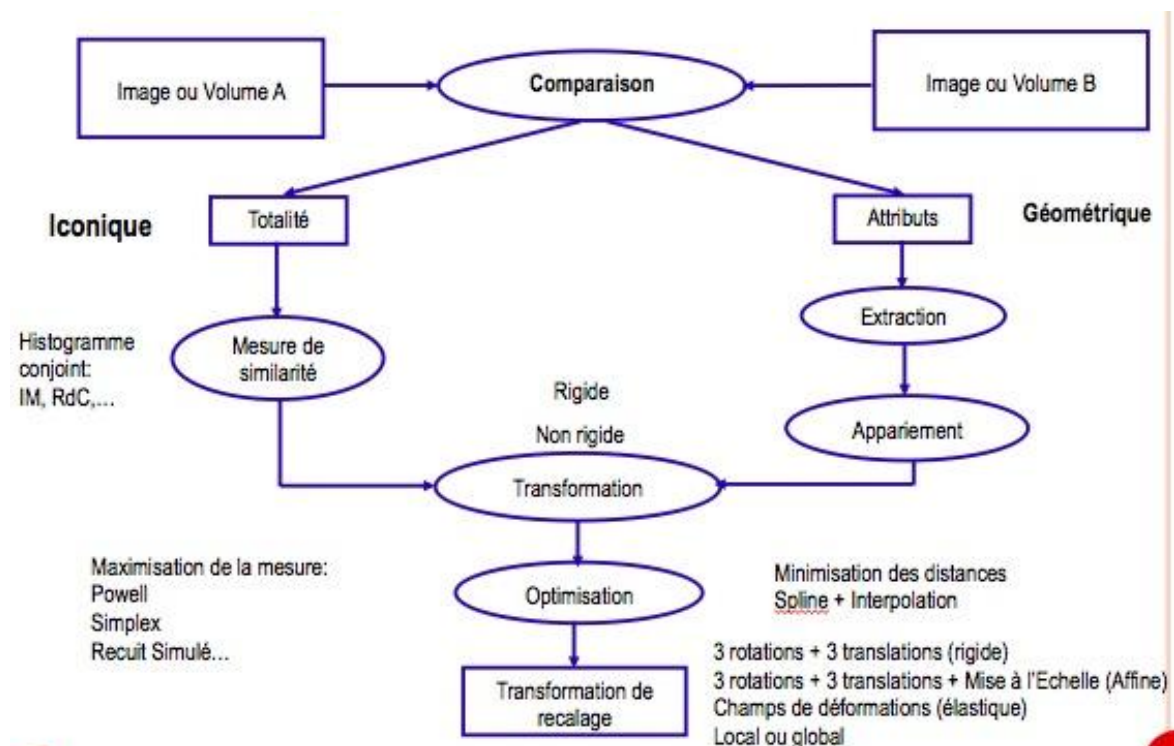 Image ou Volume A
Comparaison
Image ou Volume B
Iconique
Totalité
Attributs
Géométrique
Histogramme
conjoint:
IM, RdC,...
Mesure de
similarité
Extraction
Rigide
Non rigide
Appariement
Transformation
Maximisation de la mesure:
Powell
Simplex
Recuit Simulé...
Optimisation
Minimisation des distances
Spline + Interpolation
Transformation de
recalage
3 rotations + 3 translations (rigide)
3 rotations + 3 translations + Mise à l'Echelle (Affine)
Champs de déformations (élastique)
Local ou global